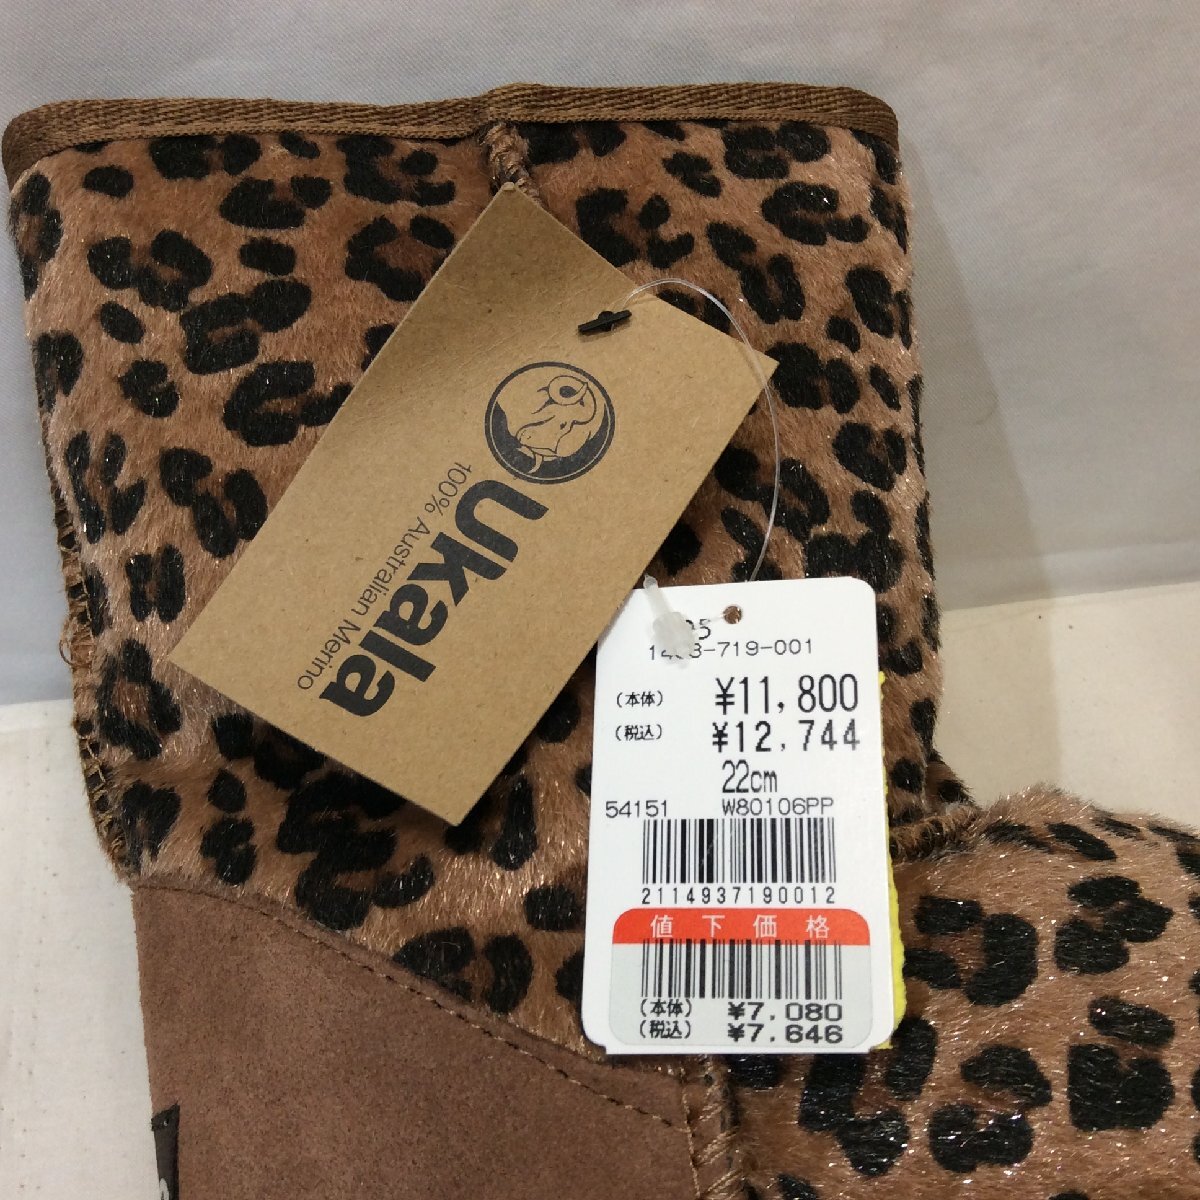 Ukala
100% Australian Merino
719-001
(本体) ¥11,800
(税込) ¥12,744
22cm
54151 W80106PP
2114937190012
値下価格
(本体) ¥7,080
(税込) ¥7,646